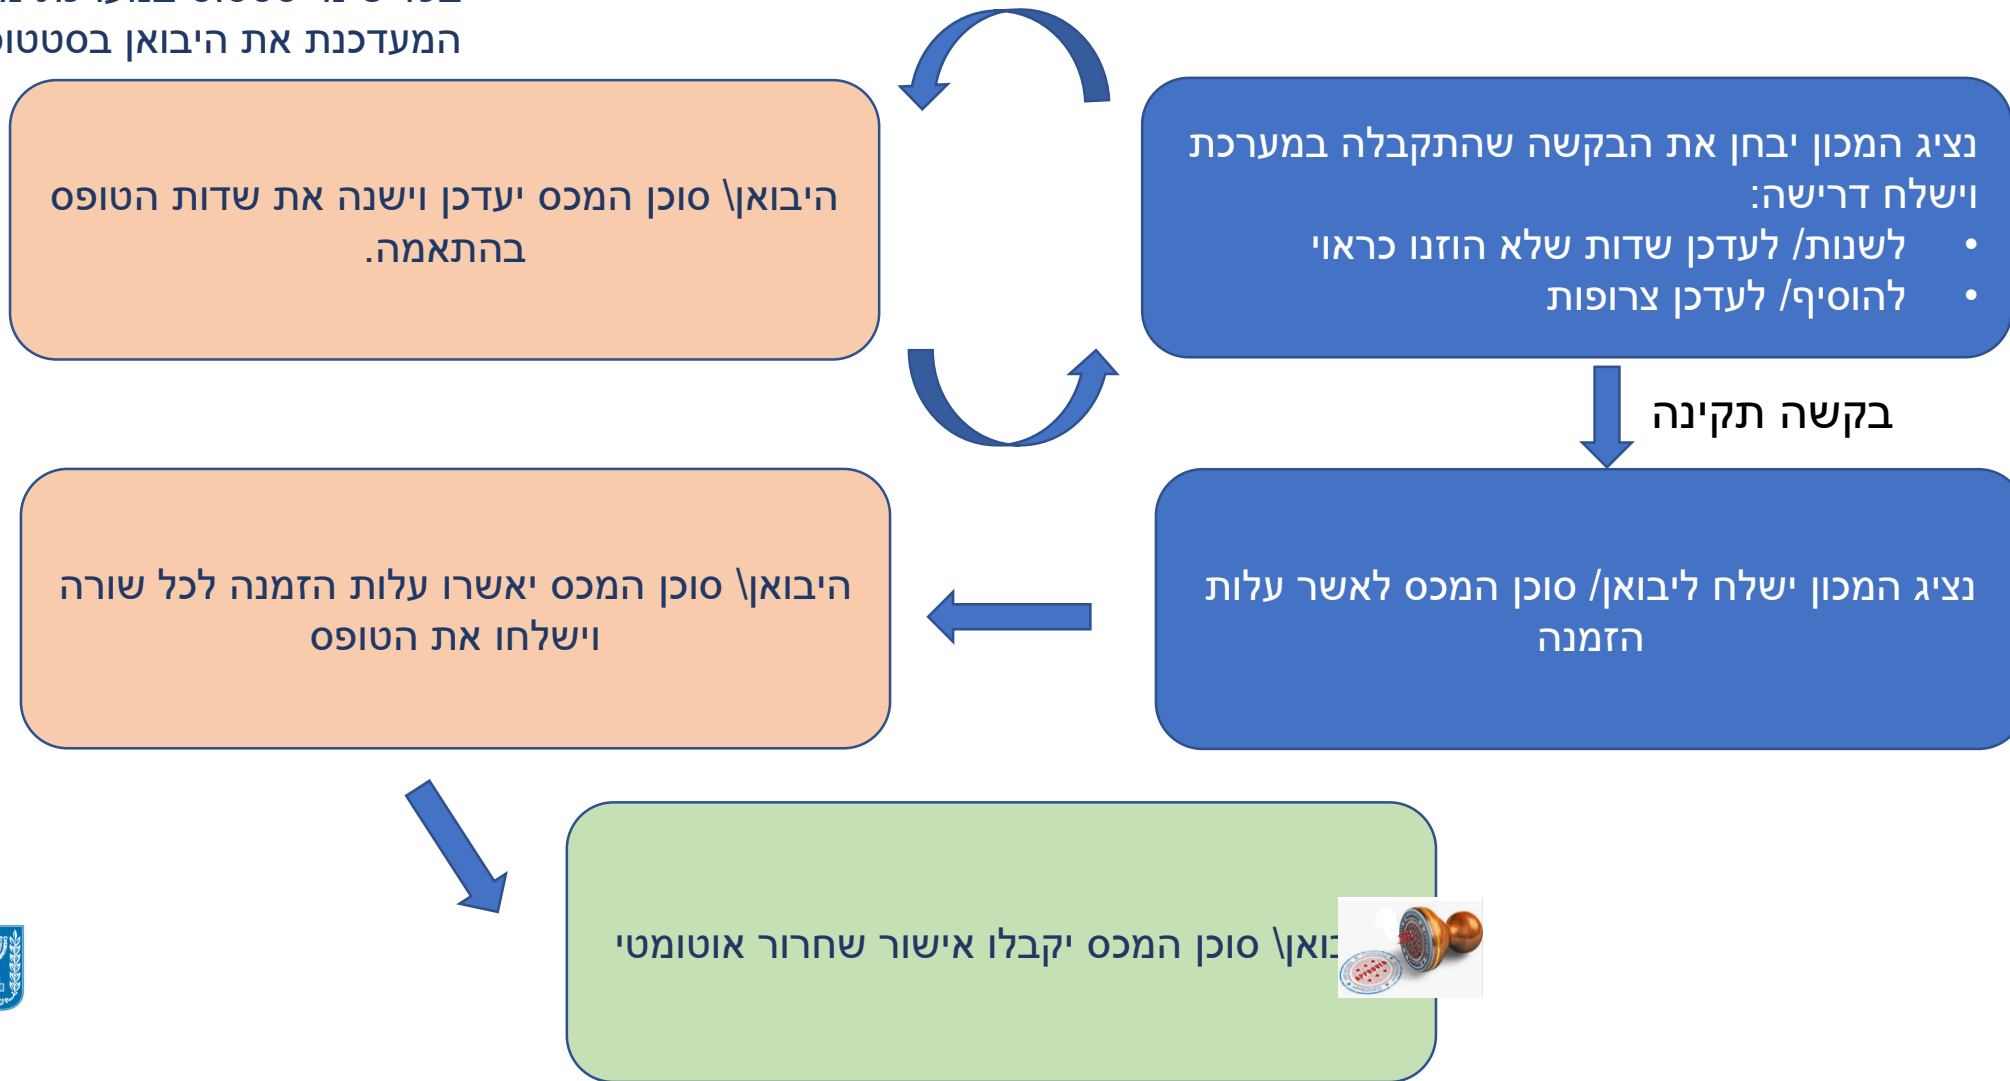 המעדכנת את היבואן
נציג המכון יבחן את הבקשה שהתקבלה במערכת
וישלח דרישה:
• לשנות/ לעדכן שדות שלא הוזנו כראוי
• להוסיף/ לעדכן צרופות
היבואן\ סוכן המכס יעדכן וישנה את שדות הטופס
בהתאמה.
בקשה תקינה
נציג המכון ישלח ליבואן/ סוכן המכס לאשר עלות
הזמנה
היבואן\ סוכן המכס יאשרו עלות הזמנה לכל שורה
וישלחו את הטופס
סוכן המכס יקבלו אישור שחרור אוטומטי
APPROVED